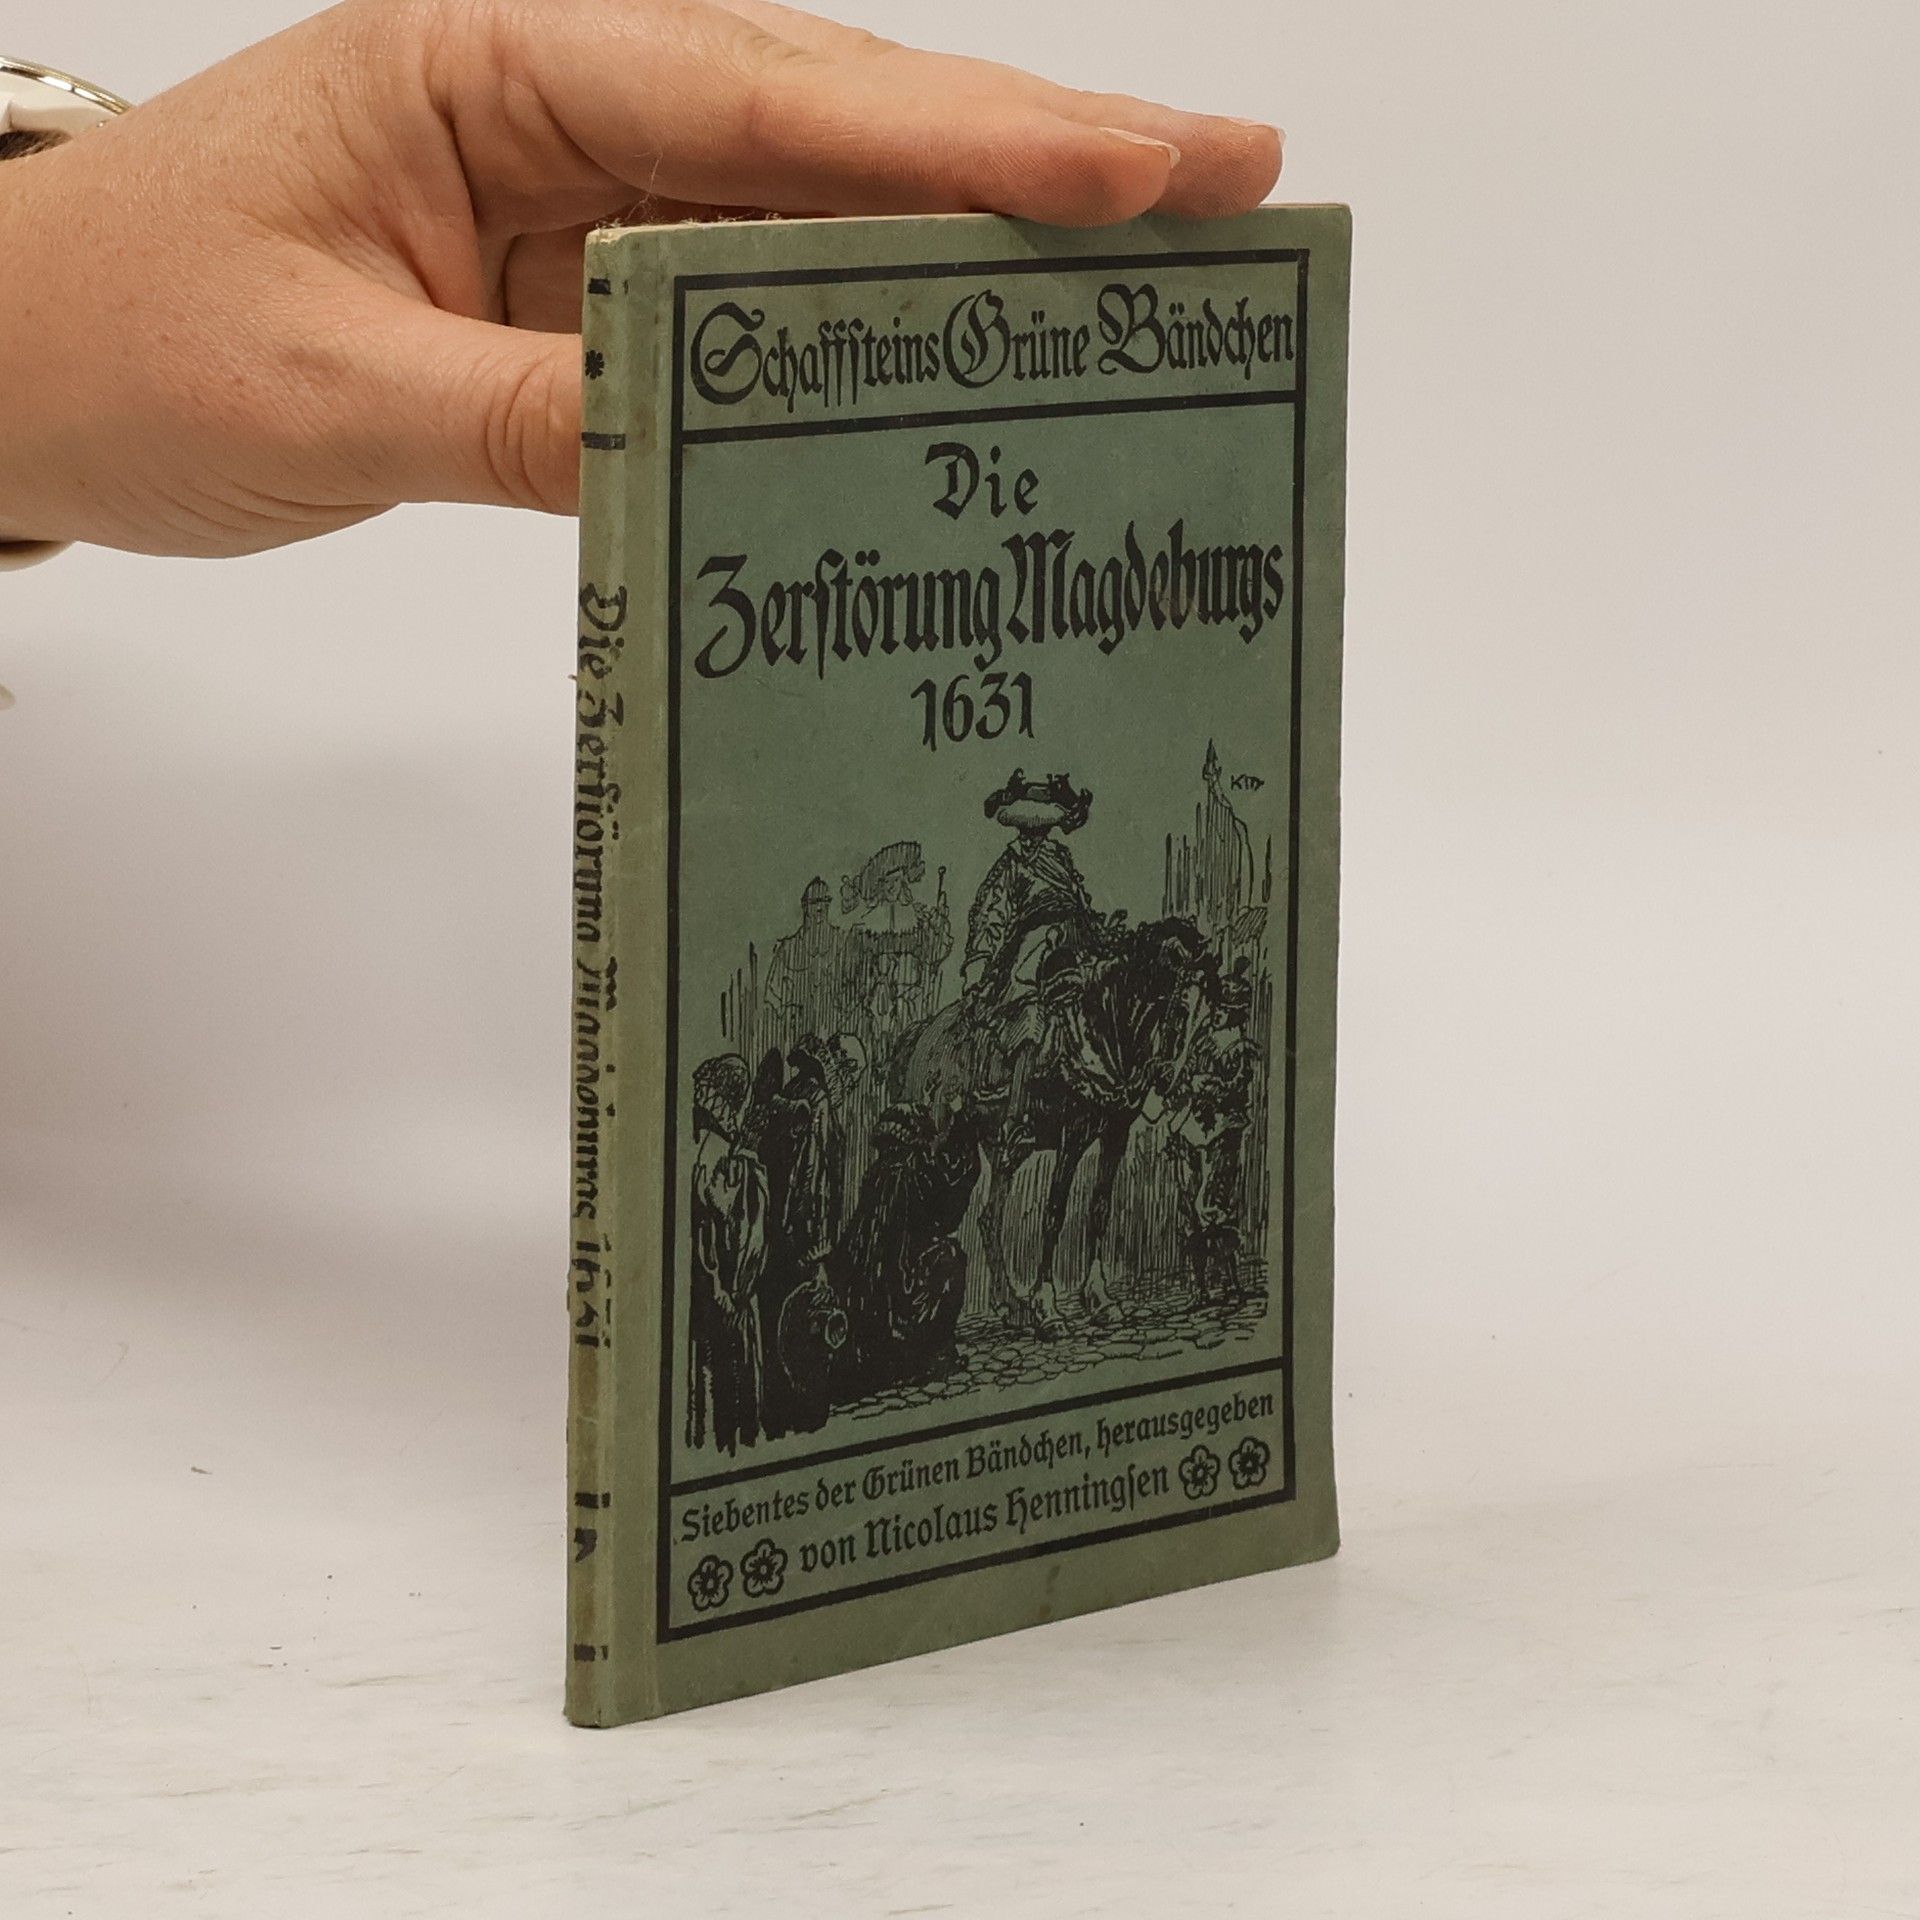 Schaffsteins Grüne Bändchen
Die
Zerstörung Magdeburgs
1631
KM
Siebentes der Grünen Bändchen, herausgegeben
von Nicolaus Henningsen
Die Zerstörung Magdeburgs 1631